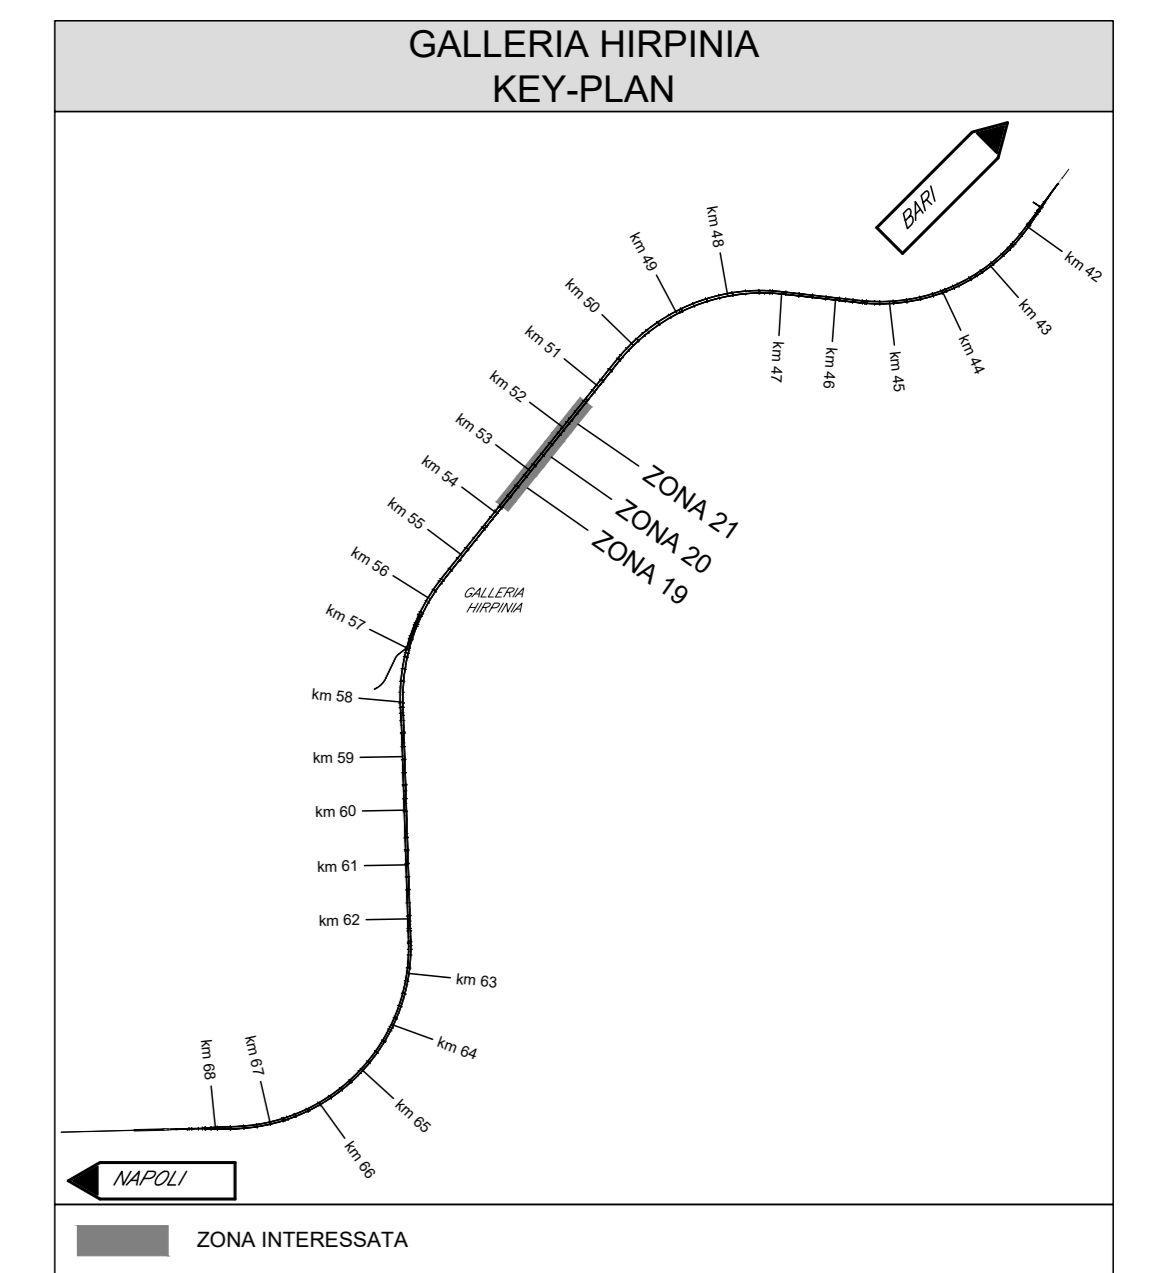 GALLERIA HIRPINIA
KEY-PLAN
BARI
km 42
km 43
km 44
km 45
km 46
km 47
km 48
km 49
km 50
km 51
km 52
km 53
km 54
km 55
km 56
km 57
ZONA 21
ZONA 20
ZONA 19
GALLERIA
HIRPINIA
km 58
km 59
km 60
km 61
km 62
km 63
km 64
km 65
km 66
km 67
km 68
NAPOLI
ZONA INTERESSATA